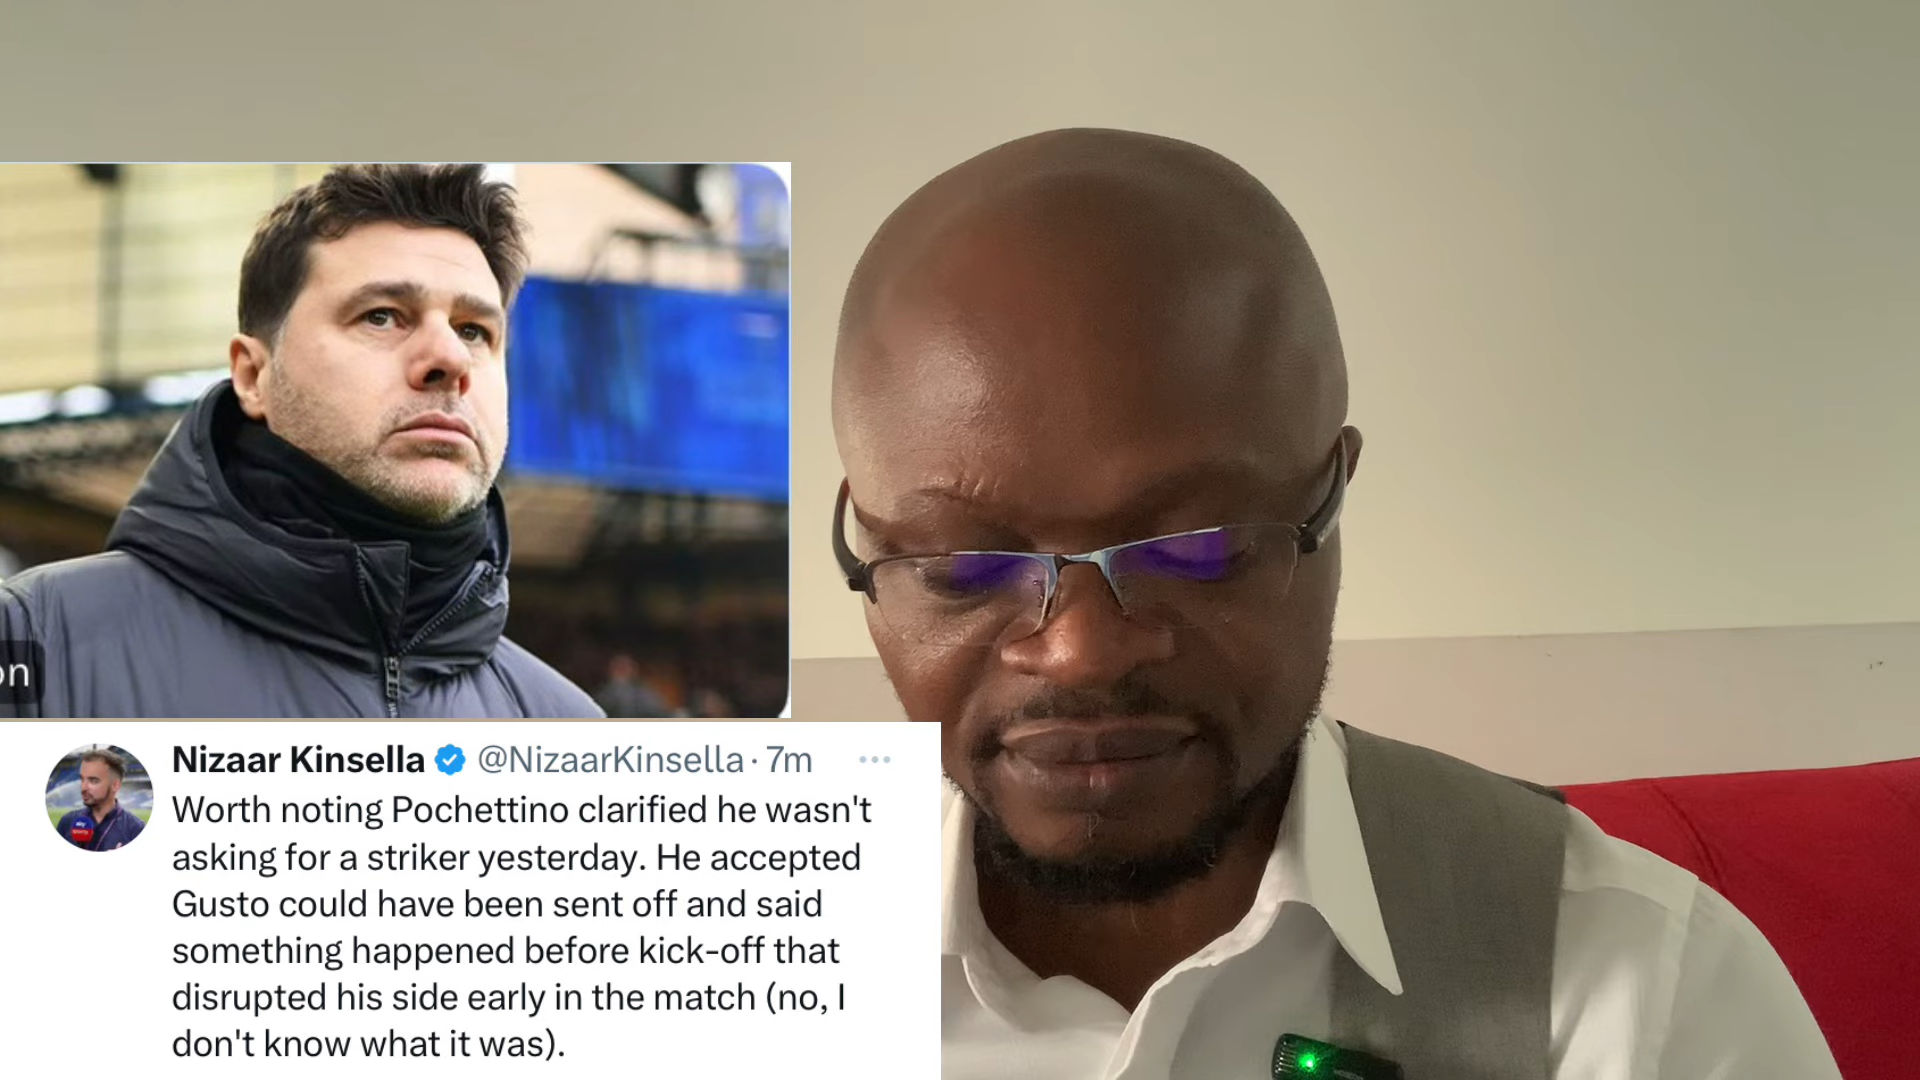 on
Nizaar Kinsella @NizaarKinsella · 7m
Worth noting Pochettino clarified he wasn't
asking for a striker yesterday. He accepted
Gusto could have been sent off and said
something happened before kick-off that
disrupted his side early in the match (no, I
don't know what it was).